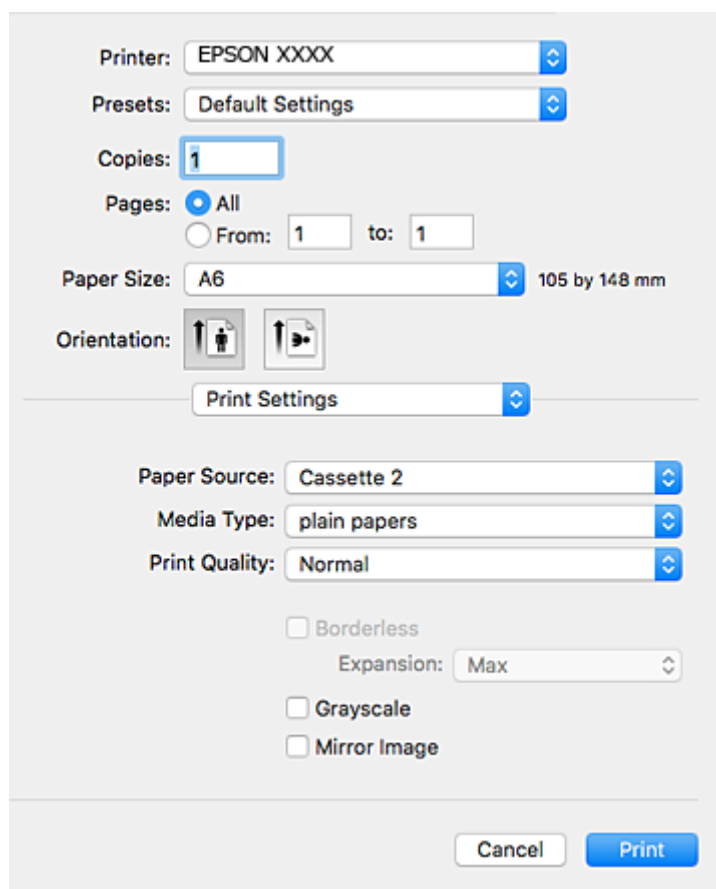 Printer: EPSON XXXX
Presets: Default Settings
Copies: 1
Pages: All
From: 1 to: 1
Paper Size: A6 105 by 148 mm
Orientation:
Print Settings
Paper Source: Cassette 2
Media Type: plain papers
Print Quality: Normal
Borderless
Expansion: Max
Grayscale
Mirror Image
Cancel Print